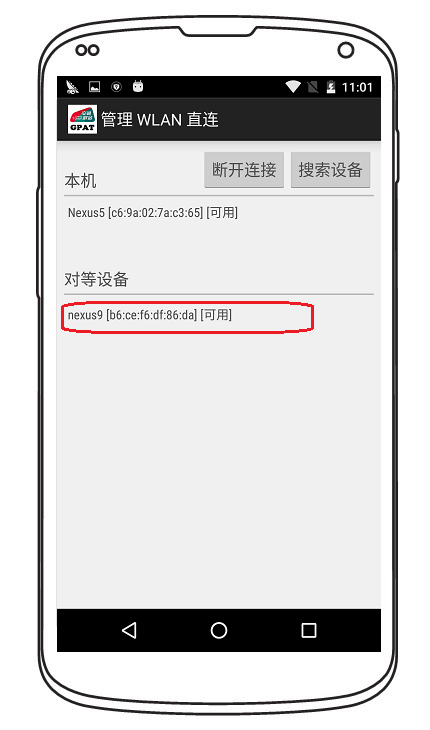 11:01
GPAT
管理 WLAN 直连
断开连接 搜索设备
本机
Nexus5 [c6:9a:02:7a:c3:65] [可用]
对等设备
nexus9 [b6:ce:f6:df:86:da] [可用]